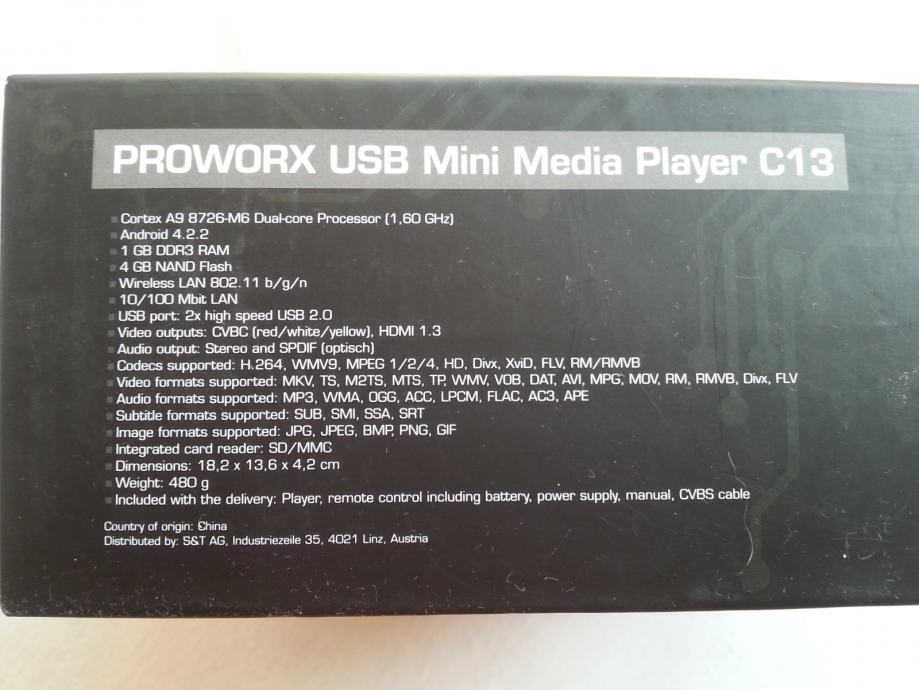 PROWORX USB Mini Media Player C13
Cortex A9 8726-M6 Dual-core Processor (1,60 GHz)
Android 4.2.2
1 GB DDR3 RAM
4 GB NAND Flash
Wireless LAN 802.11 b/g/n
10/100 Mbit LAN
USB port: 2x high speed USB 2.0
Video outputs: CVBC (red/white/yellow), HDMI 1.3
Audio output: Stereo and SPDIF (optisch)
Codecs supported: H.264, WMV9, MPEG 1/2/4, HD, Divx, XviD, FLV, RM/RMVB
Video formats supported: MKV, TS, M2TS, MTS, TP, WMV, VOB, DAT, AVI, MPG, MOV, RM, RMVB, Divx, FLV
Audio formats supported: MP3, WMA, OGG, ACC, LPCM, FLAC, AC3, APE
Subtitle formats supported: SUB, SMI, SSA, SRT
Image formats supported: JPG, JPEG, BMP, PNG, GIF
Integrated card reader: SD/MMC
Dimensions: 18,2 x 13,6 x 4,2 cm
Weight: 480 g
Included with the delivery: Player, remote control including battery, power supply, manual, CVBS cable
Country of origin: China
Distributed by: S&T AG, Industriezeile 35, 4021 Linz, Austria